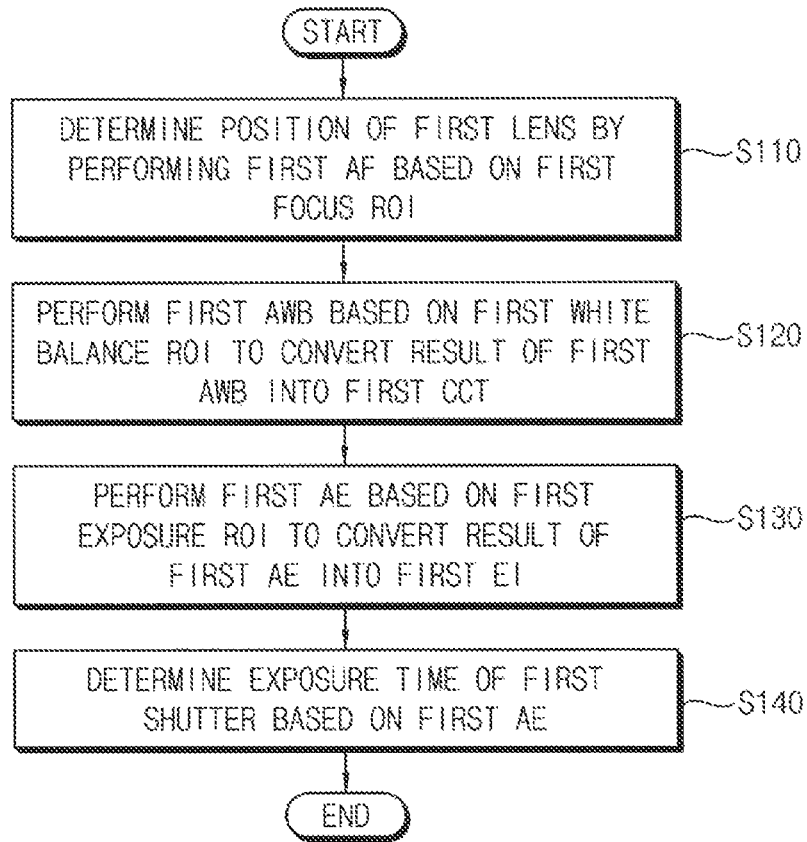 START
DETERMINE POSITION OF FIRST LENS BY
PERFORMING FIRST AF BASED ON FIRST
FOCUS ROI
S110
PERFORM FIRST AWB BASED ON FIRST WHITE
BALANCE ROI TO CONVERT RESULT OF FIRST
AWB INTO FIRST CCT
S120
PERFORM FIRST AE BASED ON FIRST
EXPOSURE ROI TO CONVERT RESULT OF
FIRST AE INTO FIRST EI
S130
DETERMINE EXPOSURE TIME OF FIRST
SHUTTER BASED ON FIRST AE
S140
END